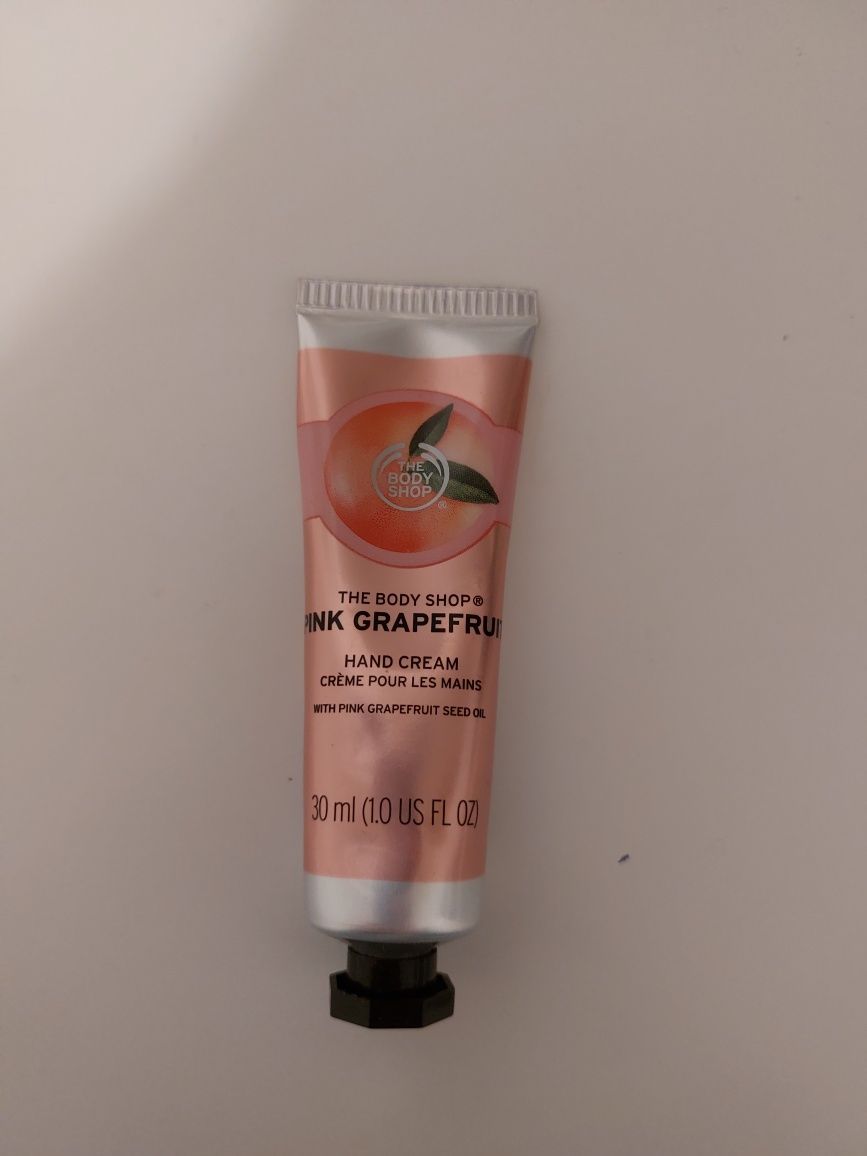 THE
BODY
SHOP®
THE BODY SHOP®
PINK GRAPEFRUIT
HAND CREAM
CRÈME POUR LES MAINS
WITH PINK GRAPEFRUIT SEED OIL
30 ml (1.0 US FL OZ)